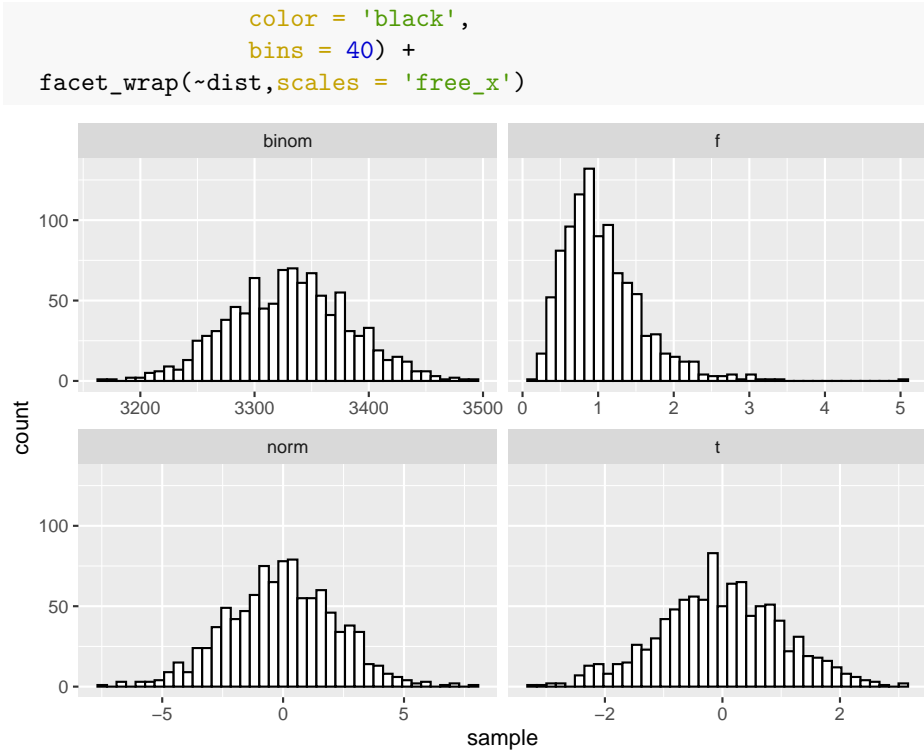 color = 'black',
bins = 40) +
facet_wrap(~dist,scales = 'free_x')
binom
f
100
50
0
3200
3300
3400
3500
0
1
2
3
4
5
count
norm
t
100
50
0
−5
0
5
−2
0
2
sample